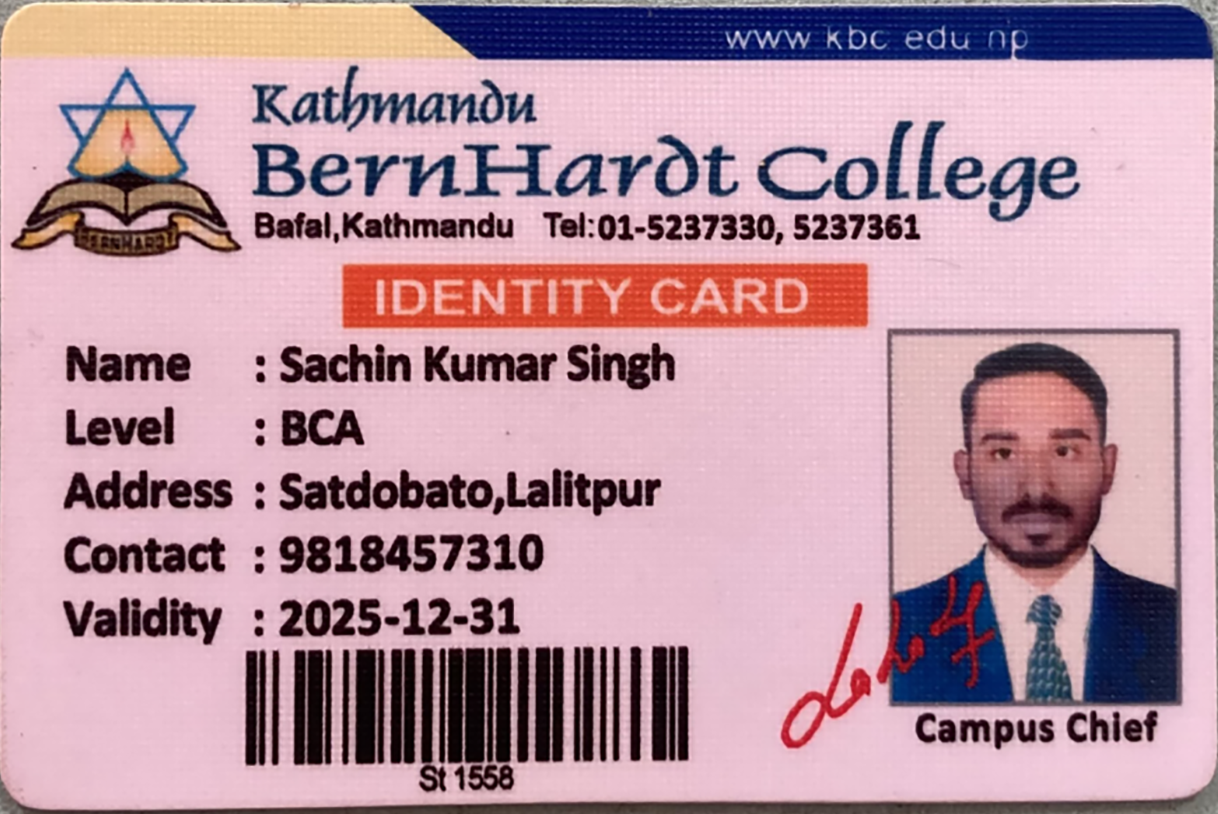 www kbc edu np
Kathmandu
BernHardt College
BERNHARDT
Bafal,Kathmandu Tel:01-5237330, 5237361
IDENTITY CARD
Name : Sachin Kumar Singh
Level : BCA
Address : Satdobato,Lalitpur
Contact : 9818457310
Validity : 2025-12-31
St 1558
Campus Chief